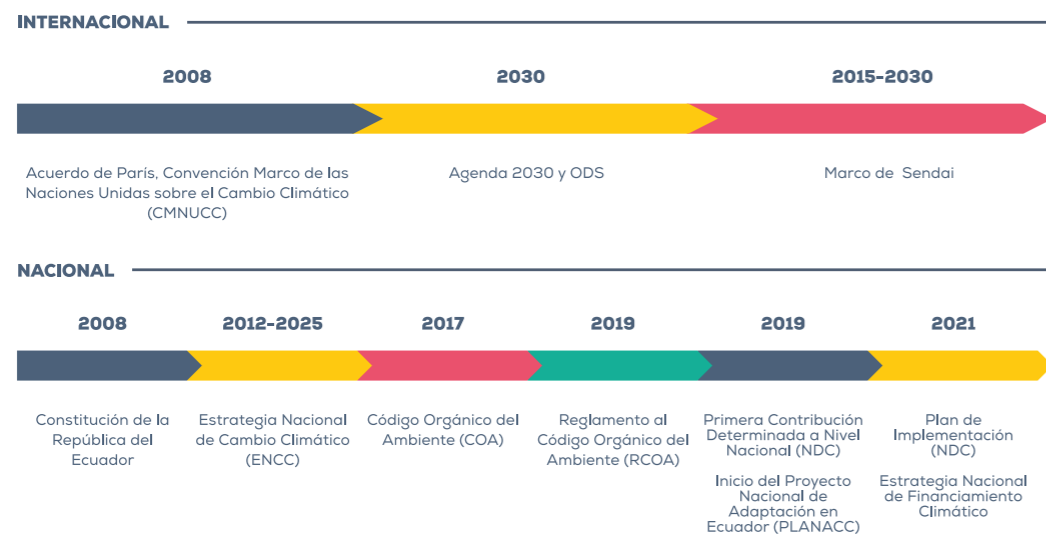 INTERNACIONAL
2008
2030
2015-2030
Acuerdo de París, Convención Marco de las
Naciones Unidas sobre el Cambio Climático
(CMNUCC)
Agenda 2030 y ODS
Marco de Sendai
NACIONAL
2008
2012-2025
2017
2019
2019
2021
Constitución de la
República del
Ecuador
Estrategia Nacional
de Cambio Climático
(ENCC)
Código Orgánico del
Ambiente (COA)
Reglamento al
Código Orgánico del
Ambiente (RCOA)
Primera Contribución
Determinada a Nivel
Nacional (NDC)
Inicio del Proyecto
Nacional de
Adaptación en
Ecuador (PLANACC)
Plan de
Implementación
(NDC)
Estrategia Nacional
de Financiamiento
Climático